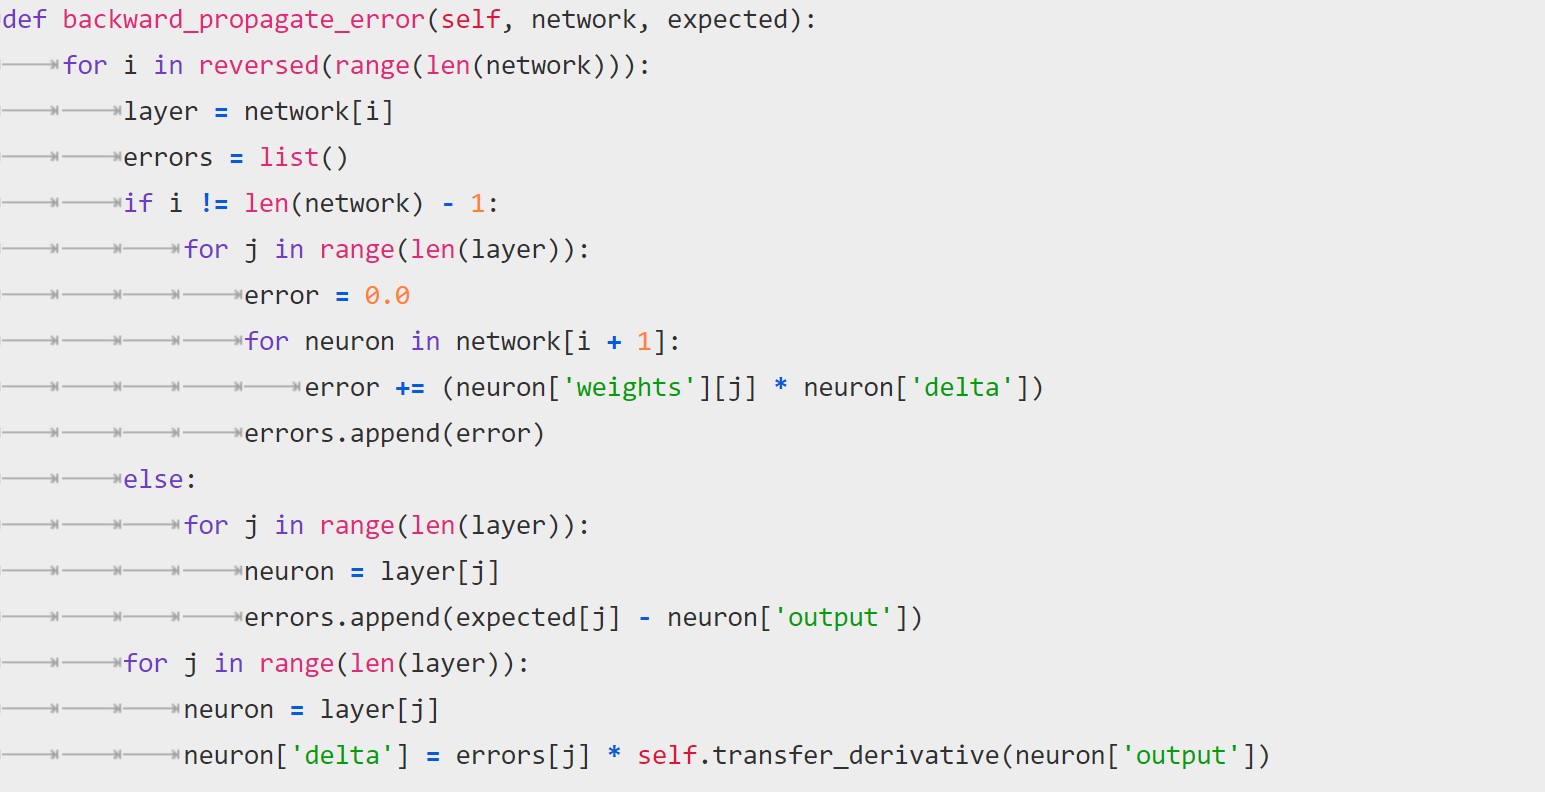 def backward_propagate_error(self, network, expected):
    for i in reversed(range(len(network))):
        layer = network[i]
        errors = list()
        if i != len(network) - 1:
            for j in range(len(layer)):
                error = 0.0
                for neuron in network[i + 1]:
                    error += (neuron['weights'][j] * neuron['delta'])
                errors.append(error)
        else:
            for j in range(len(layer)):
                neuron = layer[j]
                errors.append(expected[j] - neuron['output'])
        for j in range(len(layer)):
            neuron = layer[j]
            neuron['delta'] = errors[j] * self.transfer_derivative(neuron['output'])